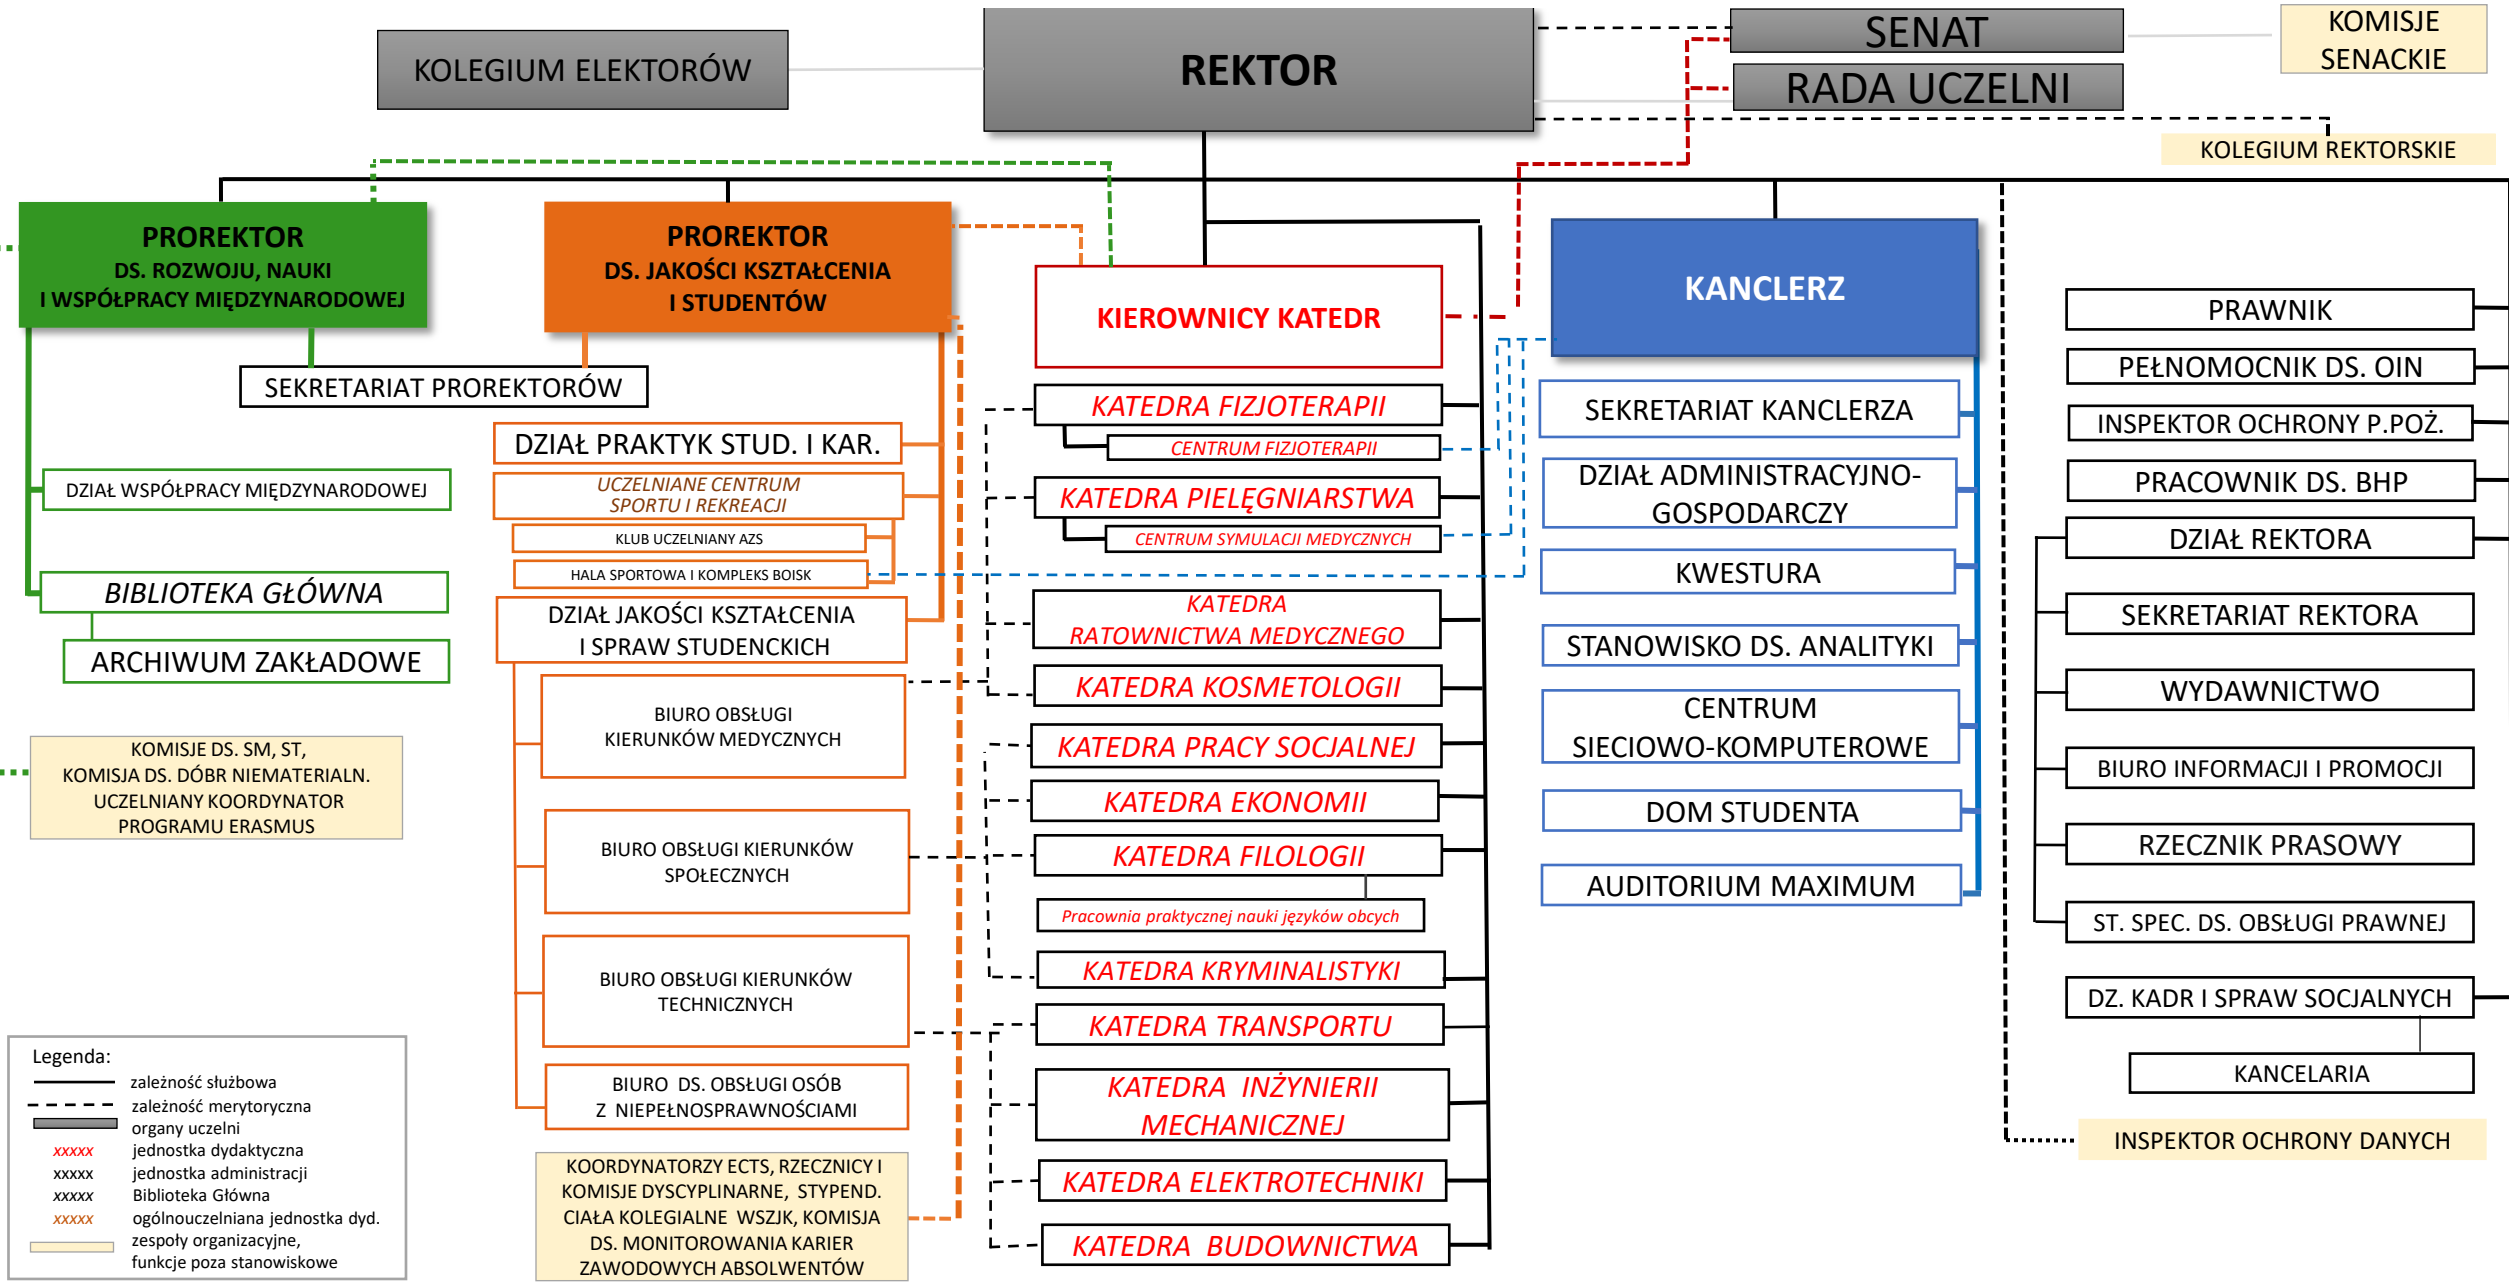 KOLEGIUM ELEKTORÓW
REKTOR
SENAT
RADA UCZELNI
KOMISJE
SENACKIE
KOLEGIUM REKTORSKIE
PROREKTOR
DS. ROZWOJU, NAUKI
I WSPÓŁPRACY MIĘDZYNARODOWEJ
PROREKTOR
DS. JAKOŚCI KSZTAŁCENIA
I STUDENTÓW
SEKRETARIAT PROREKTORÓW
DZIAŁ WSPÓŁPRACY MIĘDZYNARODOWEJ
BIBLIOTEKA GŁÓWNA
ARCHIWUM ZAKŁADOWE
KOMISJE DS. SM, ST,
KOMISJA DS. DÓBR NIEMATERIALN.
UCZELNIANY KOORDYNATOR
PROGRAMU ERASMUS
DZIAŁ PRAKTYK STUD. I KAR.
UCZELNIANE CENTRUM
SPORTU I REKREACJI
KLUB UCZELNIANY AZS
HALA SPORTOWA I KOMPLEKS BOISK
DZIAŁ JAKOŚCI KSZTAŁCENIA
I SPRAW STUDENCKICH
BIURO OBSŁUGI
KIERUNKÓW MEDYCZNYCH
BIURO OBSŁUGI KIERUNKÓW
SPOŁECZNYCH
BIURO OBSŁUGI KIERUNKÓW
TECHNICZNYCH
BIURO DS. OBSŁUGI OSÓB
Z NIEPEŁNOSPRAWNOŚCIAMI
KOORDYNATORZY ECTS, RZECZNICY I
KOMISJE DYSCYPLINARNE, STYPEND.
CIAŁA KOLEGIALNE WSZJK, KOMISJA
DS. MONITOROWANIA KARIER
ZAWODOWYCH ABSOLWENTÓW
KIEROWNICY KATEDR
KATEDRA FIZJOTERAPII
CENTRUM FIZJOTERAPII
KATEDRA PIELĘGNIARSTWA
CENTRUM SYMULACJI MEDYCZNYCH
KATEDRA
RATOWNICTWA MEDYCZNEGO
KATEDRA KOSMETOLOGII
KATEDRA PRACY SOCJALNEJ
KATEDRA EKONOMII
KATEDRA FILOLOGII
Pracownia praktycznej nauki języków obcych
KATEDRA KRYMINALISTYKI
KATEDRA TRANSPORTU
KATEDRA INŻYNIERII
MECHANICZNEJ
KATEDRA ELEKTROTECHNIKI
KATEDRA BUDOWNICTWA
KANCLERZ
SEKRETARIAT KANCLERZA
DZIAŁ ADMINISTRACYJNO-
GOSPODARCZY
KWESTURA
STANOWISKO DS. ANALITYKI
CENTRUM
SIECIOWO-KOMPUTEROWE
DOM STUDENTA
AUDITORIUM MAXIMUM
PRAWNIK
PEŁNOMOCNIK DS. OIN
INSPEKTOR OCHRONY P.POŻ.
PRACOWNIK DS. BHP
DZIAŁ REKTORA
SEKRETARIAT REKTORA
WYDAWNICTWO
BIURO INFORMACJI I PROMOCJI
RZECZNIK PRASOWY
ST. SPEC. DS. OBSŁUGI PRAWNEJ
DZ. KADR I SPRAW SOCJALNYCH
KANCELARIA
INSPEKTOR OCHRONY DANYCH
Legenda:
zależność służbowa
zależność merytoryczna
organy uczelni
xxxxx jednostka dydaktyczna
xxxxx jednostka administracji
xxxxx Biblioteka Główna
xxxxx ogólnouczelniana jednostka dyd.
zespoły organizacyjne,
funkcje poza stanowiskowe